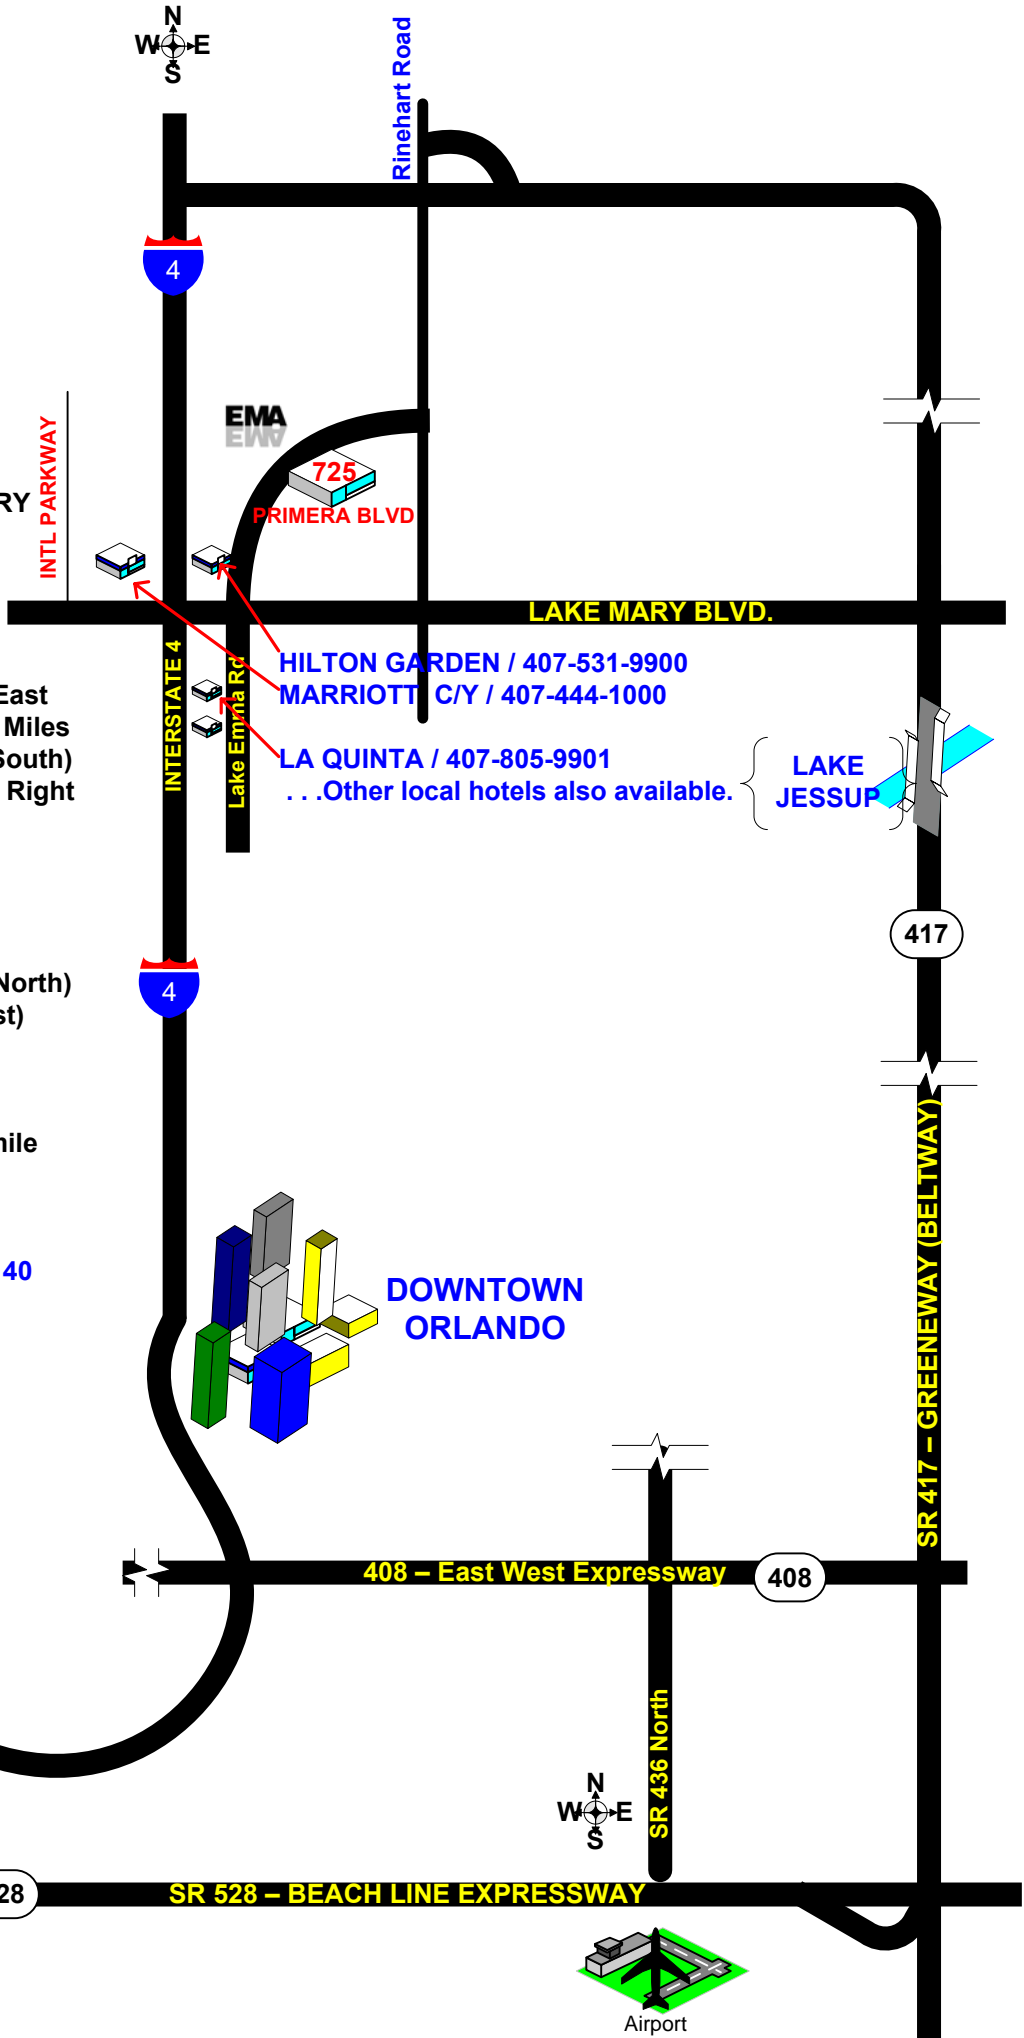 N
W E
S
Rinehart Road
4
EMA
INTL PARKWAY
725
PRIMERA BLVD
RY
LAKE MARY BLVD.
INTERSTATE 4
Lake Emma Rd
HILTON GARDEN / 407-531-9900
MARRIOTT C/Y / 407-444-1000
East
Miles
South)
Right
LA QUINTA / 407-805-9901
. . .Other local hotels also available.
LAKE
JESSUP
417
North)
st)
4
mile
40
DOWNTOWN
ORLANDO
SR 417 – GREENEWAY (BELTWAY)
408 – East West Expressway
408
SR 436 North
N
W E
S
28
SR 528 – BEACH LINE EXPRESSWAY
Airport